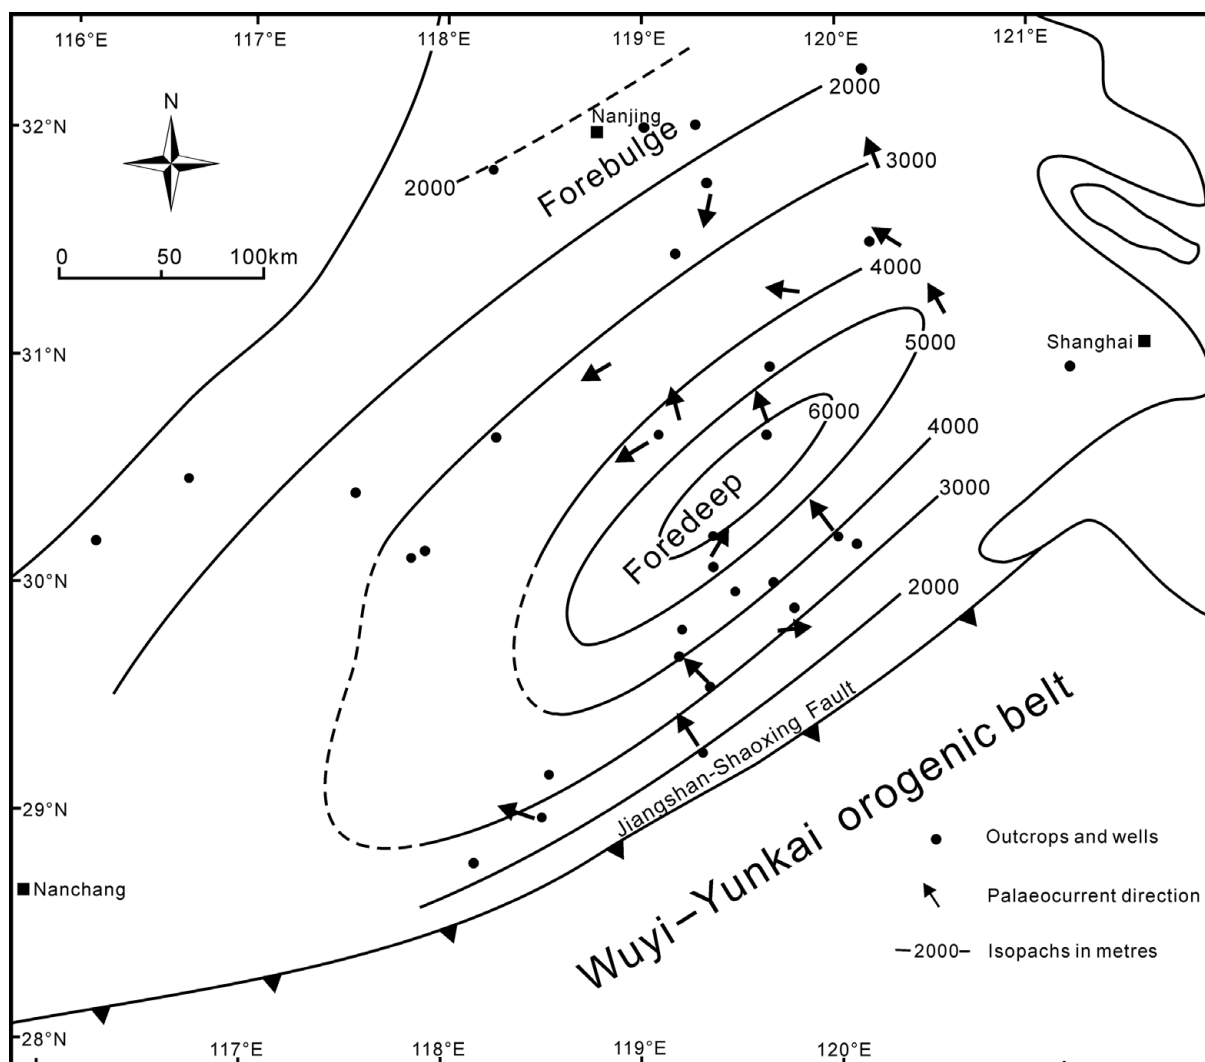 116°E 117°E 118°E 119°E 120°E 121°E
N
32°N
Nanjing
2000
Forebulge
2000
3000
0 50 100km
4000
31°N
5000
Shanghai
6000
4000
3000
Foredeep
30°N
2000
Jiangshan-Shaoxing Fault
29°N
Wuyi–Yunkai orogenic belt
Outcrops and wells
Nanchang
Palaeocurrent direction
2000
Isopachs in metres
28°N
117°E 118°E 119°E 120°E